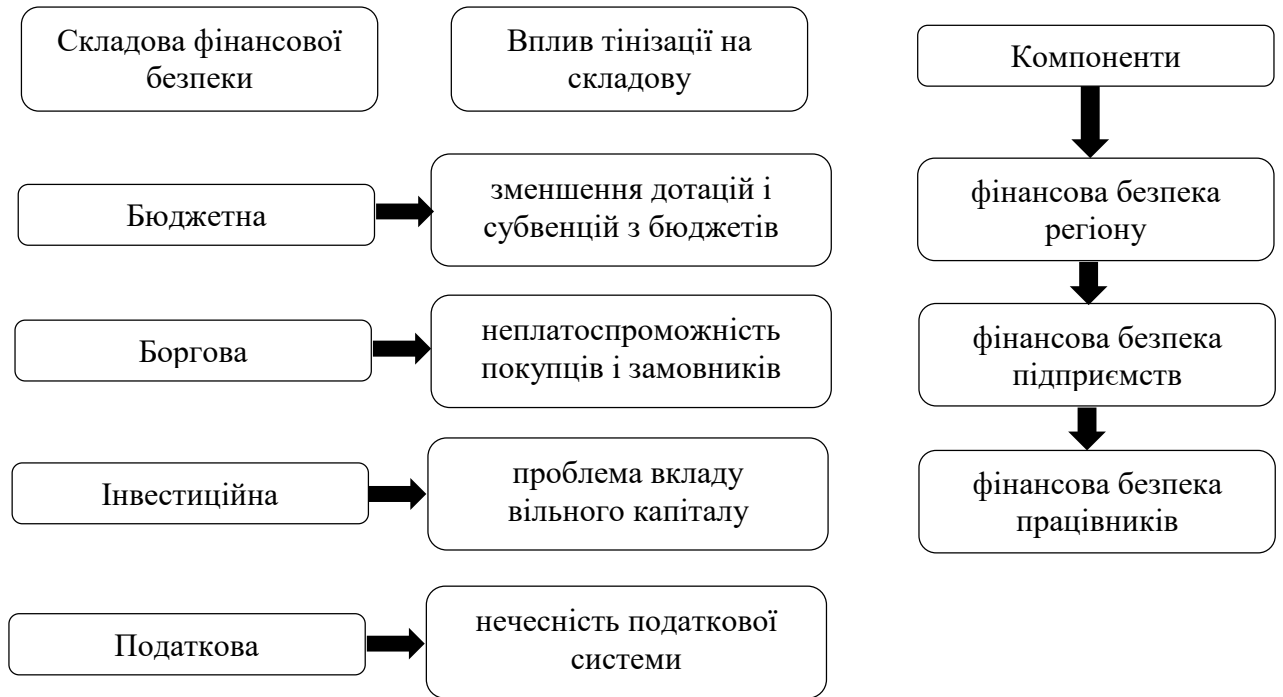 Складова фінансової
безпеки
Вплив тінізації на
складову
Бюджетна
зменшення дотацій і
субвенцій з бюджетів
Боргова
неплатоспроможність
покупців і замовників
Інвестиційна
проблема вкладу
вільного капіталу
Податкова
нечесність податкової
системи
Компоненти
фінансова безпека
регіону
фінансова безпека
підприємств
фінансова безпека
працівників